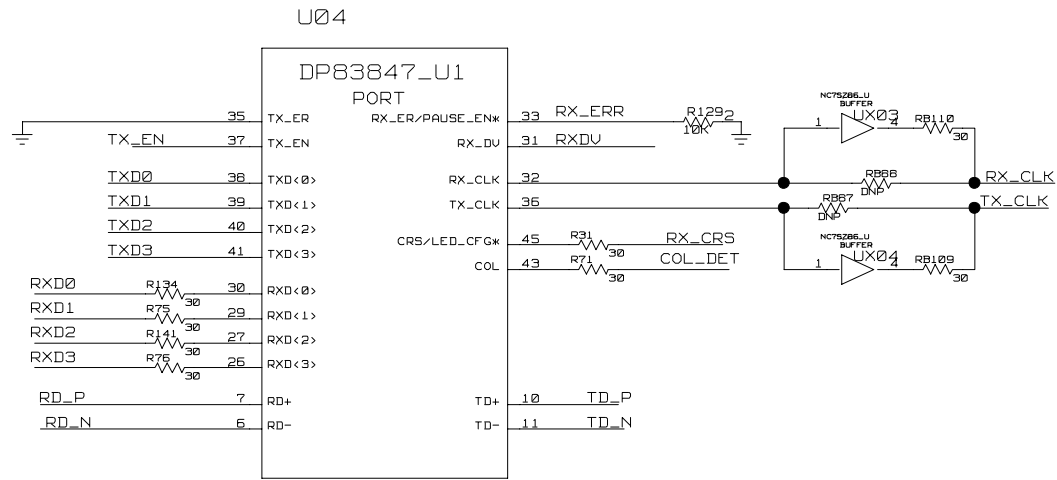 U04
DP83847_U1
PORT
35 TX_ER
TX_EN 37 TX_EN
TXD0 38 TXD<0>
TXD1 39 TXD<1>
TXD2 40 TXD<2>
TXD3 41 TXD<3>
RXD0 R134 30 30 RXD<0>
RXD1 R75 30 29 RXD<1>
RXD2 R141 30 27 RXD<2>
RXD3 R76 30 26 RXD<3>
RD_P 7 RD+
RD_N 6 RD-
RX_ER/PAUSE_EN* 33 RX_ERR R129 2 10K
RX_DV 31 RXDV
RX_CLK 32
TX_CLK 36
CRS/LED_CFG* 45 R31 30 RX_CRS
COL 43 R71 30 COL_DET
TD+ 10 TD_P
TD- 11 TD_N
NC7SZ86_U
BUFFER
1 UX03 4 RB110 30
RB68 DNP RX_CLK
RB67 DNP TX_CLK
NC7SZ86_U
BUFFER
1 UX04 4 RB109 30